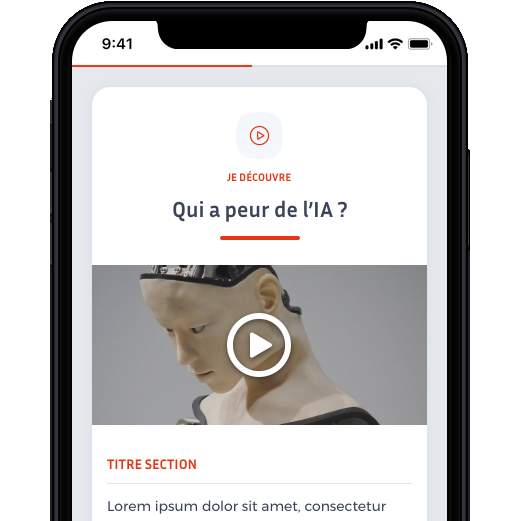 9:41
JE DÉCOUVRE
Qui a peur de l'IA ?
TITRE SECTION
Lorem ipsum dolor sit amet, consectetur